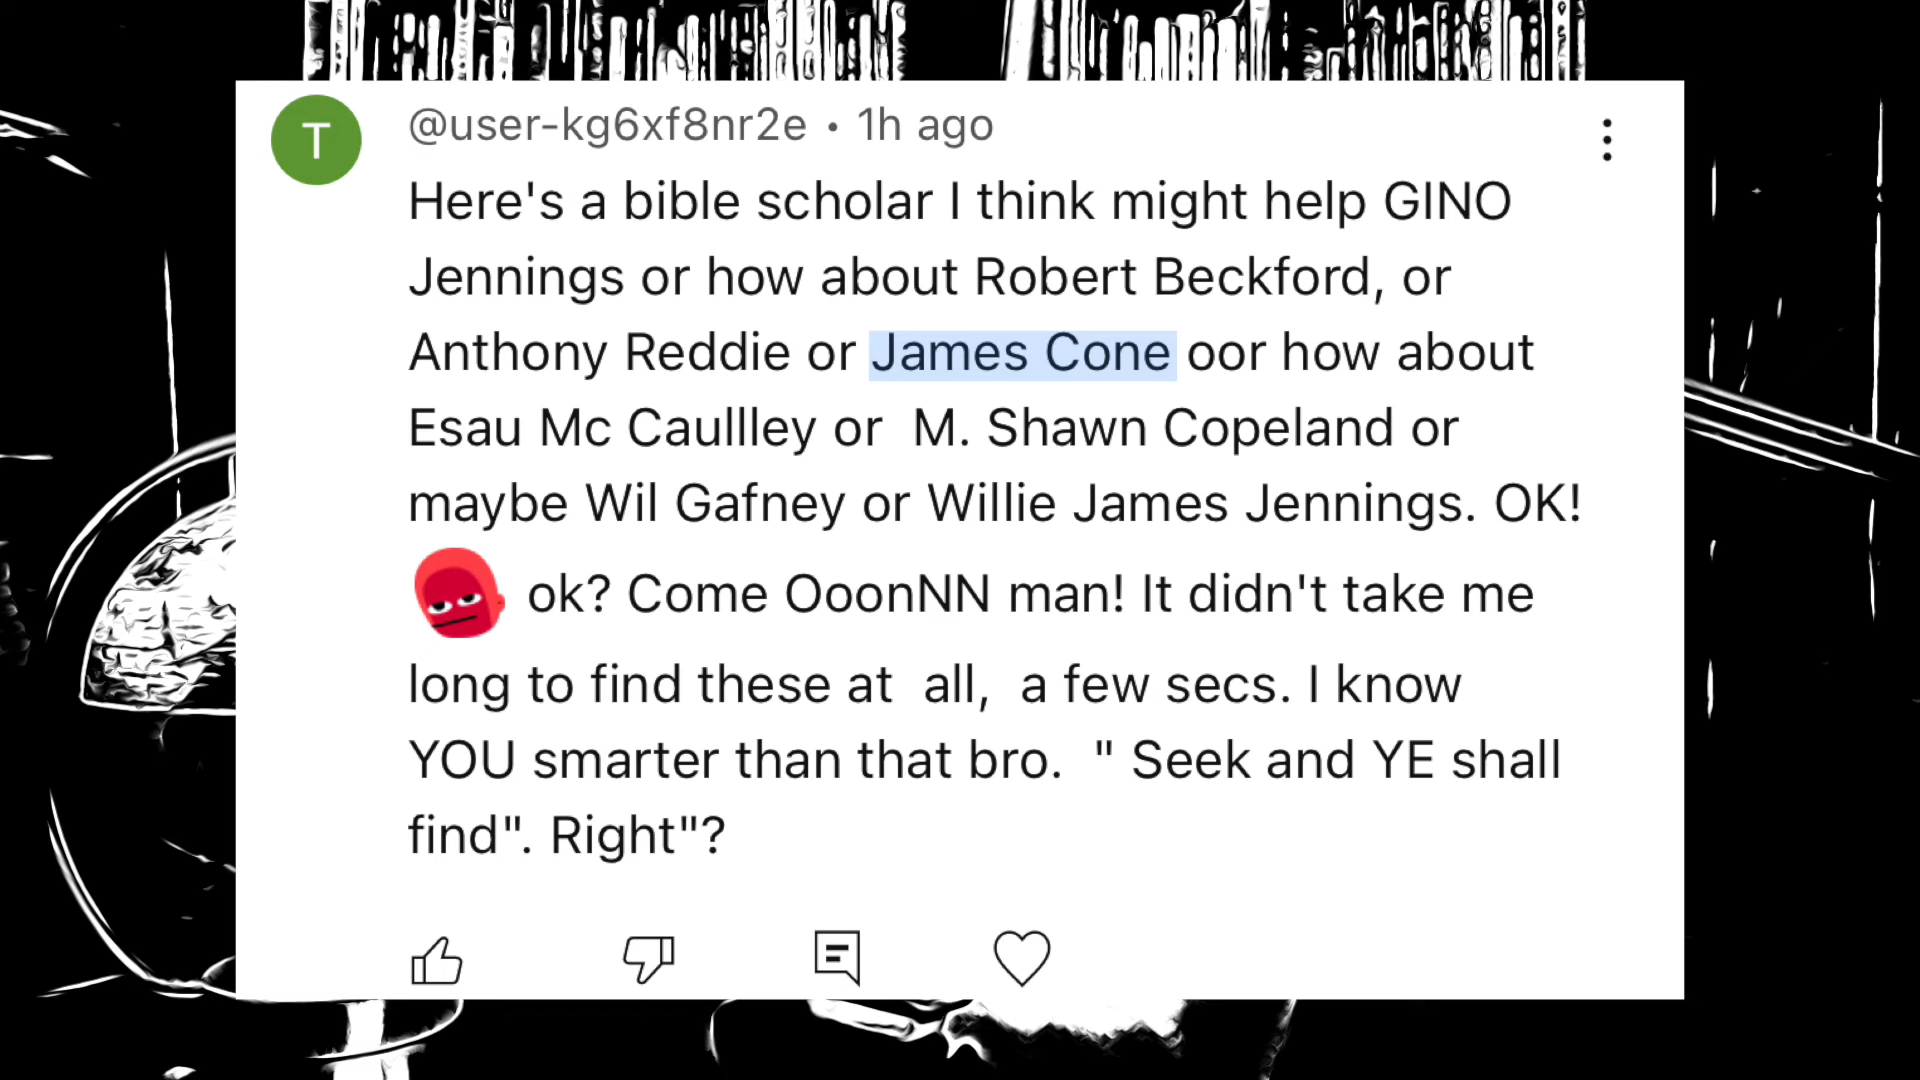 T
@user-kg6xf8nr2e • 1h ago
Here's a bible scholar I think might help GINO
Jennings or how about Robert Beckford, or
Anthony Reddie or James Cone oor how about
Esau Mc Caullley or  M. Shawn Copeland or
maybe Wil Gafney or Willie James Jennings. OK!
ok? Come OoonNN man! It didn't take me
long to find these at  all,  a few secs. I know
YOU smarter than that bro.  " Seek and YE shall
find". Right"?